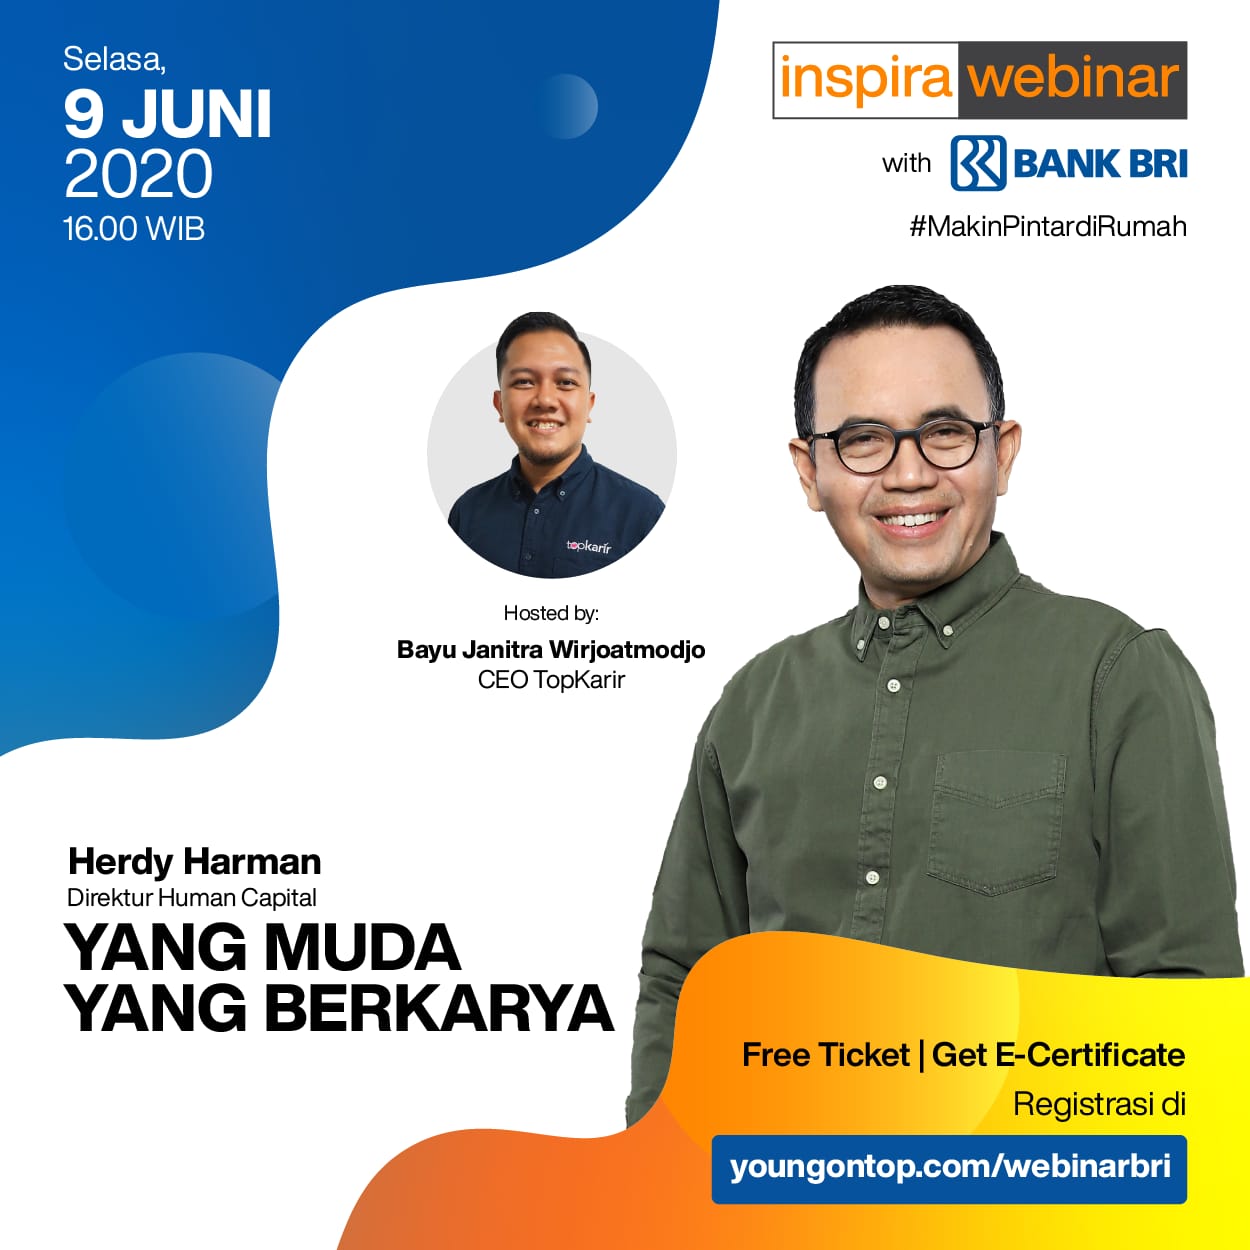 Selasa,
9 JUNI
2020
16.00 WIB
inspira webinar
with BANK BRI
#MakinPintardiRumah
topkarir
Hosted by:
Bayu Janitra Wirjoatmodjo
CEO TopKarir
Herdy Harman
Direktur Human Capital
YANG MUDA
YANG BERKARYA
Free Ticket | Get E-Certificate
Registrasi di
youngontop.com/webinarbri